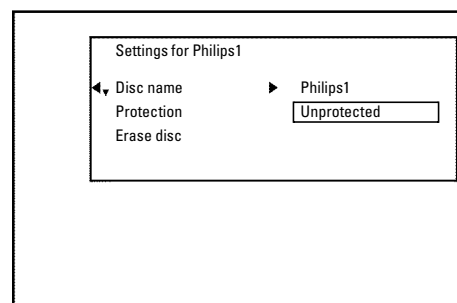 Settings for Philips1
Disc name Philips1
Protection Unprotected
Erase disc